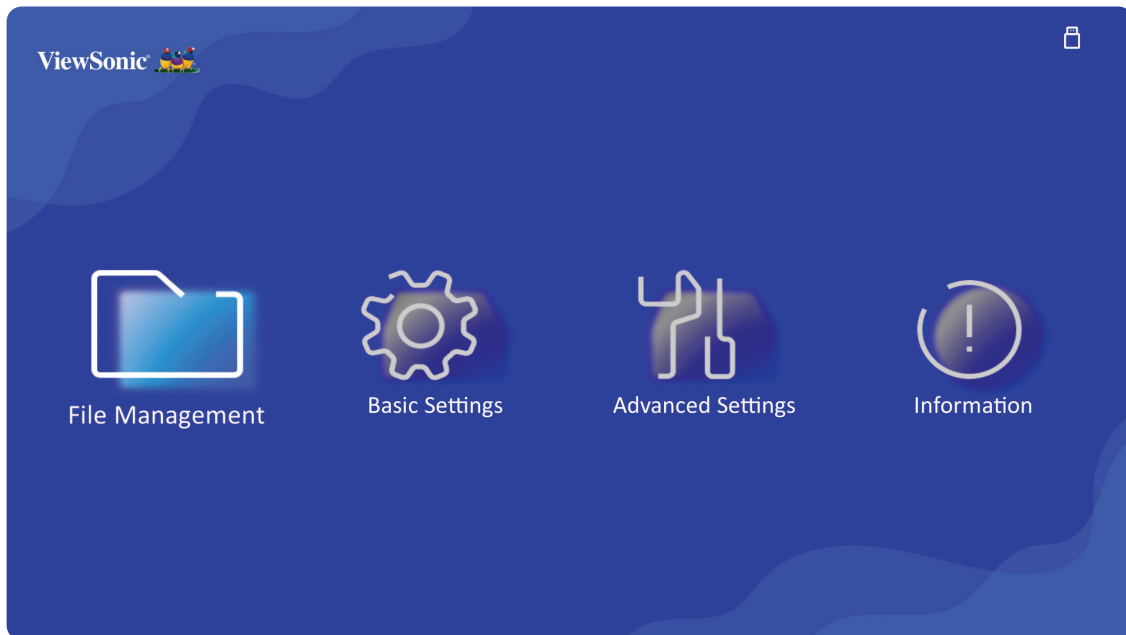 ViewSonic®
File Management
Basic Settings
Advanced Settings
Information